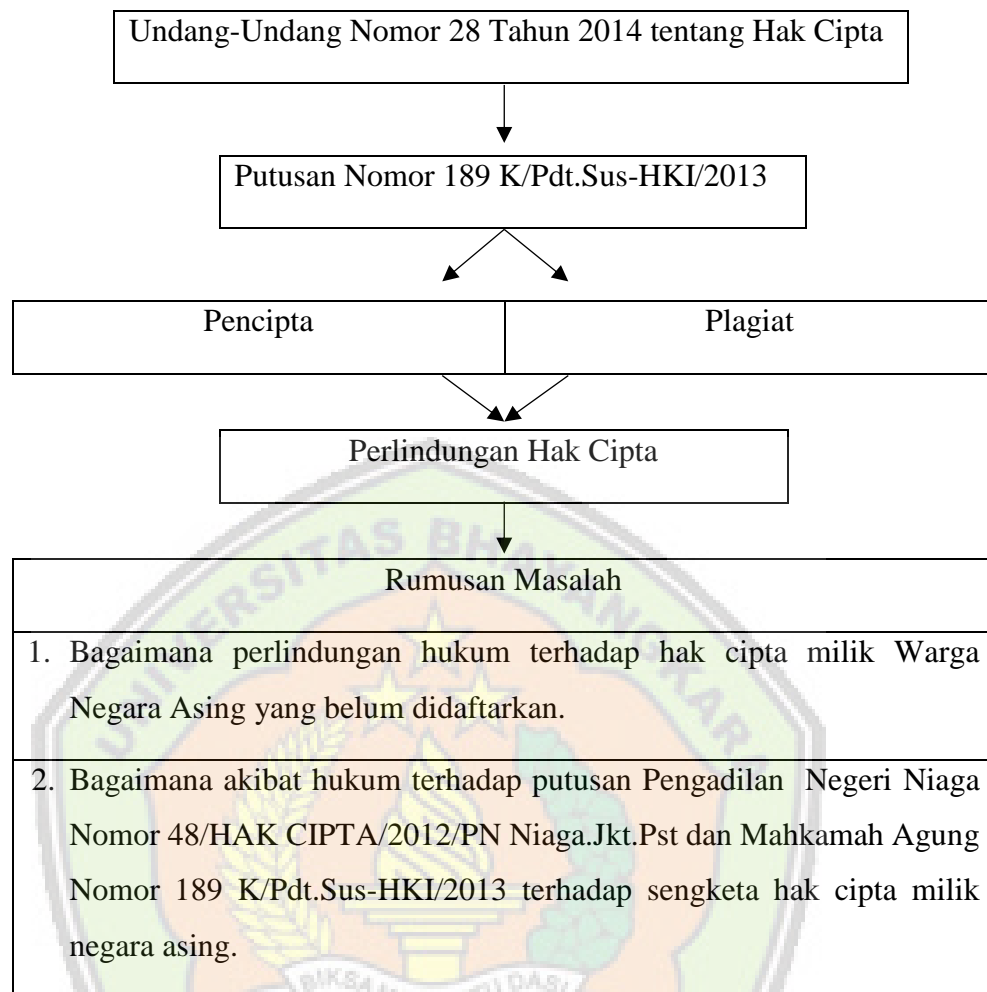 Undang-Undang Nomor 28 Tahun 2014 tentang Hak Cipta
Putusan Nomor 189 K/Pdt.Sus-HKI/2013
Pencipta
Plagiat
Perlindungan Hak Cipta
UNIVERSITAS BHAYANGKARA
Rumusan Masalah
1. Bagaimana perlindungan hukum terhadap hak cipta milik Warga
Negara Asing yang belum didaftarkan.
2. Bagaimana akibat hukum terhadap putusan Pengadilan Negeri Niaga
Nomor 48/HAK CIPTA/2012/PN Niaga.Jkt.Pst dan Mahkamah Agung
Nomor 189 K/Pdt.Sus-HKI/2013 terhadap sengketa hak cipta milik
negara asing.